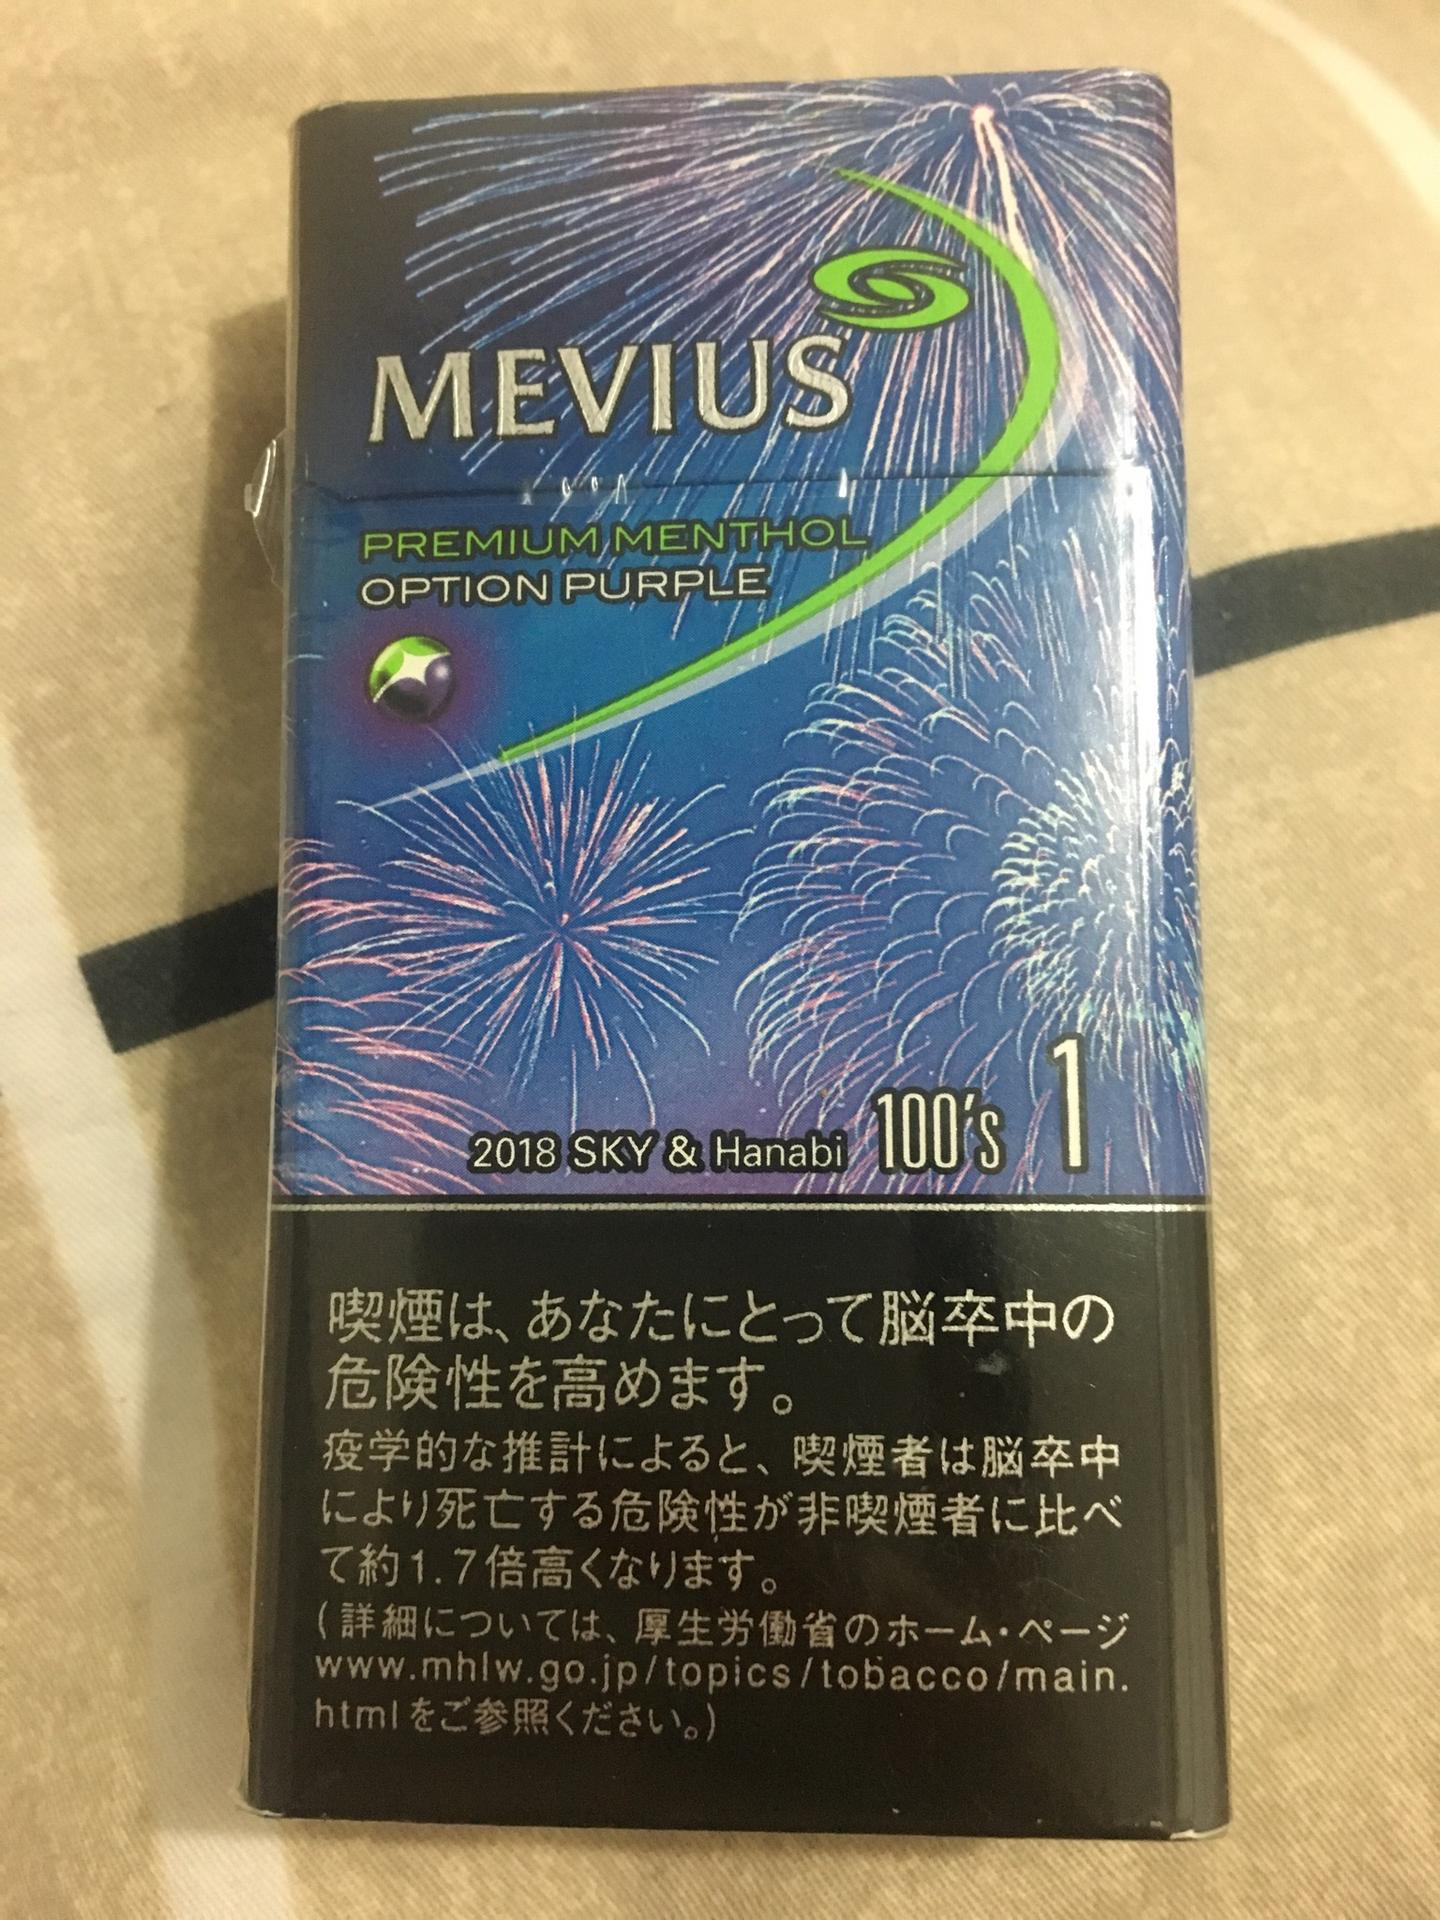 MEVIUS
PREMIUM MENTHOL
OPTION PURPLE
2018 SKY & Hanabi 100's 1
喫煙は、あなたにとって脳卒中の
危険性を高めます。
疫学的な推計によると、喫煙者は脳卒中
により死亡する危険性が非喫煙者に比べ
て約1.7倍高くなります。
(詳細については、厚生労働省のホーム・ページ
www.mhlw.go.jp/topics/tobacco/main.
htmlをご参照ください。)